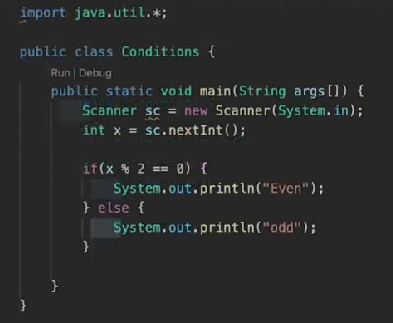 import java.util.*;
public class Conditions {
Run | Debug
public static void main(String args[]) {
Scanner sc = new Scanner(System.in);
int x = sc.nextInt();
if(x % 2 == 0) {
System.out.println("Even");
} else {
System.out.println("odd");
}
}
}